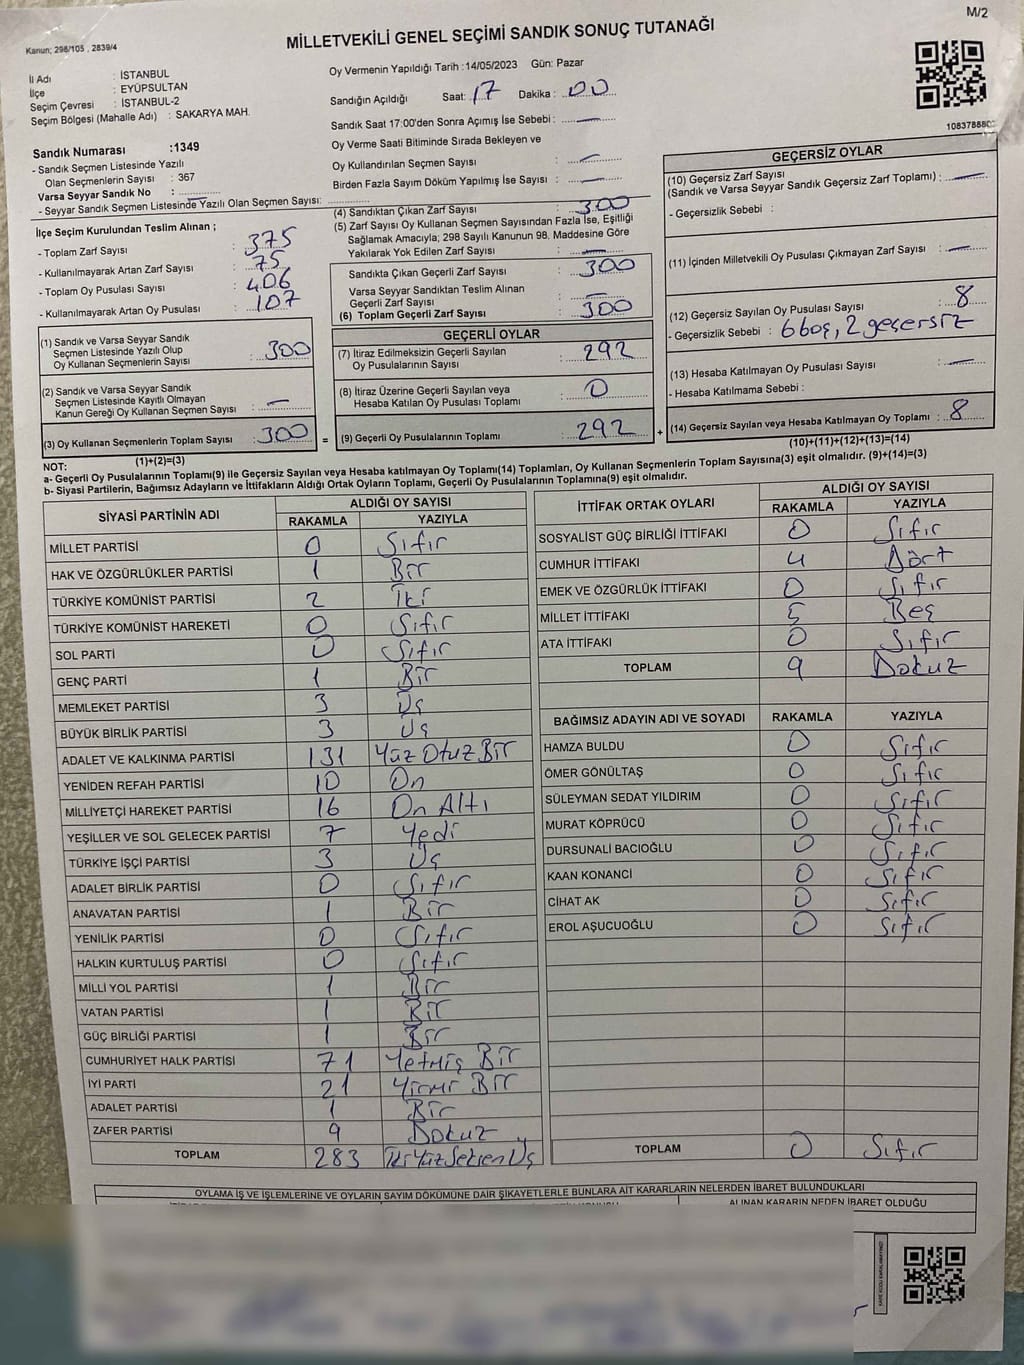 M/2
Kanun; 298/105 , 2839/4
MİLLETVEKİLİ GENEL SEÇİMİ SANDIK SONUÇ TUTANAĞI
İl Adı : İSTANBUL
İlçe : EYÜPSULTAN
Seçim Çevresi : İSTANBUL-2
Seçim Bölgesi (Mahalle Adı) : SAKARYA MAH.
Sandık Numarası :1349
- Sandık Seçmen Listesinde Yazılı
Olan Seçmenlerin Sayısı : 367
Varsa Seyyar Sandık No : —
- Seyyar Sandık Seçmen Listesinde Yazılı Olan Seçmen Sayısı:
Oy Vermenin Yapıldığı Tarih :14/05/2023 Gün: Pazar
Sandığın Açıldığı Saat: 17 Dakika : 00
Sandık Saat 17:00'den Sonra Açımış İse Sebebi : —
Oy Verme Saati Bitiminde Sırada Bekleyen ve
Oy Kullandırılan Seçmen Sayısı : —
Birden Fazla Sayım Döküm Yapılmış İse Sayısı : —
1083788802
İlçe Seçim Kurulundan Teslim Alınan ;
- Toplam Zarf Sayısı : 375
- Kullanılmayarak Artan Zarf Sayısı : 75
- Toplam Oy Pusulası Sayısı : 406
- Kullanılmayarak Artan Oy Pusulası : 107
(1) Sandık ve Varsa Seyyar Sandık
Seçmen Listesinde Yazılı Olup
Oy Kullanan Seçmenlerin Sayısı : 300
(2) Sandık ve Varsa Seyyar Sandık
Seçmen Listesinde Kayıtlı Olmayan
Kanun Gereği Oy Kullanan Seçmen Sayısı : —
(3) Oy Kullanan Seçmenlerin Toplam Sayısı : 300
(1)+(2)=(3)
(4) Sandıktan Çıkan Zarf Sayısı : 300
(5) Zarf Sayısı Oy Kullanan Seçmen Sayısından Fazla İse, Eşitliği
Sağlamak Amacıyla; 298 Sayılı Kanunun 98. Maddesine Göre
Yakılarak Yok Edilen Zarf Sayısı : —
Sandıkta Çıkan Geçerli Zarf Sayısı : 300
Varsa Seyyar Sandıktan Teslim Alınan
Geçerli Zarf Sayısı : —
(6) Toplam Geçerli Zarf Sayısı : 300
GEÇERLİ OYLAR
(7) İtiraz Edilmeksizin Geçerli Sayılan
Oy Pusulasının Sayısı : 292
(8) İtiraz Üzerine Geçerli Sayılan veya
Hesaba Katılan Oy Pusulası Toplamı : 0
= (9) Geçerli Oy Pusulalarının Toplamı : 292 +
GEÇERSİZ OYLAR
(10) Geçersiz Zarf Sayısı
(Sandık ve Varsa Seyyar Sandık Geçersiz Zarf Toplamı) : —
- Geçersizlik Sebebi :
(11) İçinden Milletvekili Oy Pusulası Çıkmayan Zarf Sayısı : —
(12) Geçersiz Sayılan Oy Pusulası Sayısı : 8
- Geçersizlik Sebebi : 6 boş, 2 geçersiz
(13) Hesaba Katılmayan Oy Pusulası Sayısı : —
- Hesaba Katılmama Sebebi :
(14) Geçersiz Sayılan veya Hesaba Katılmayan Oy Toplamı : 8
(10)+(11)+(12)+(13)=(14)
NOT:
a- Geçerli Oy Pusulalarının Toplamı(9) ile Geçersiz Sayılan veya Hesaba katılmayan Oy Toplamı(14) Toplamları, Oy Kullanan Seçmenlerin Toplam Sayısına(3) eşit olmalıdır. (9)+(14)=(3)
b- Siyasi Partilerin, Bağımsız Adayların ve İttifakların Aldığı Ortak Oyların Toplamı, Geçerli Oy Pusulalarının Toplamına(9) eşit olmalıdır.
SİYASİ PARTİNİN ADI ALDIĞI OY SAYISI
RAKAMLA YAZIYLA
MİLLET PARTİSİ 0 Sıfır
HAK VE ÖZGÜRLÜKLER PARTİSİ 1 Bir
TÜRKİYE KOMÜNİST PARTİSİ 2 İki
TÜRKİYE KOMÜNİST HAREKETİ 0 Sıfır
SOL PARTİ 0 Sıfır
GENÇ PARTİ 1 Bir
MEMLEKET PARTİSİ 3 Üç
BÜYÜK BİRLİK PARTİSİ 3 Üç
ADALET VE KALKINMA PARTİSİ 131 Yüz Otuz Bir
YENİDEN REFAH PARTİSİ 10 On
MİLLİYETÇİ HAREKET PARTİSİ 16 On Altı
YEŞİLLER VE SOL GELECEK PARTİSİ 7 Yedi
TÜRKİYE İŞÇİ PARTİSİ 3 Üç
ADALET BİRLİK PARTİSİ 0 Sıfır
ANAVATAN PARTİSİ 1 Bir
YENİLİK PARTİSİ 0 Sıfır
HALKIN KURTULUŞ PARTİSİ 0 Sıfır
MİLLİ YOL PARTİSİ 1 Bir
VATAN PARTİSİ 1 Bir
GÜÇ BİRLİĞİ PARTİSİ 1 Bir
CUMHURİYET HALK PARTİSİ 71 Yetmiş Bir
İYİ PARTİ 21 Yirmi Bir
ADALET PARTİSİ 1 Bir
ZAFER PARTİSİ 9 Dokuz
TOPLAM 283 İki Yüz Seksen Üç
İTTİFAK ORTAK OYLARI ALDIĞI OY SAYISI
RAKAMLA YAZIYLA
SOSYALİST GÜÇ BİRLİĞİ İTTİFAKI 0 Sıfır
CUMHUR İTTİFAKI 4 Dört
EMEK VE ÖZGÜRLÜK İTTİFAKI 0 Sıfır
MİLLET İTTİFAKI 5 Beş
ATA İTTİFAKI 0 Sıfır
TOPLAM 9 Dokuz
BAĞIMSIZ ADAYIN ADI VE SOYADI RAKAMLA YAZIYLA
HAMZA BULDU 0 Sıfır
ÖMER GÖNÜLTAŞ 0 Sıfır
SÜLEYMAN SEDAT YILDIRIM 0 Sıfır
MURAT KÖPRÜCÜ 0 Sıfır
DURSUNALİ BACIOĞLU 0 Sıfır
KAAN KONANCİ 0 Sıfır
CİHAT AK 0 Sıfır
EROL AŞUCUOĞLU 0 Sıfır
TOPLAM 0 Sıfır
OYLAMA İŞ VE İŞLEMLERİNE VE OYLARIN SAYIM DÖKÜMÜNE DAİR ŞİKAYETLERLE BUNLARA AİT KARARLARIN NELERDEN İBARET BULUNDUKLARI
ALINAN KARARIN NEDEN İBARET OLDUĞU